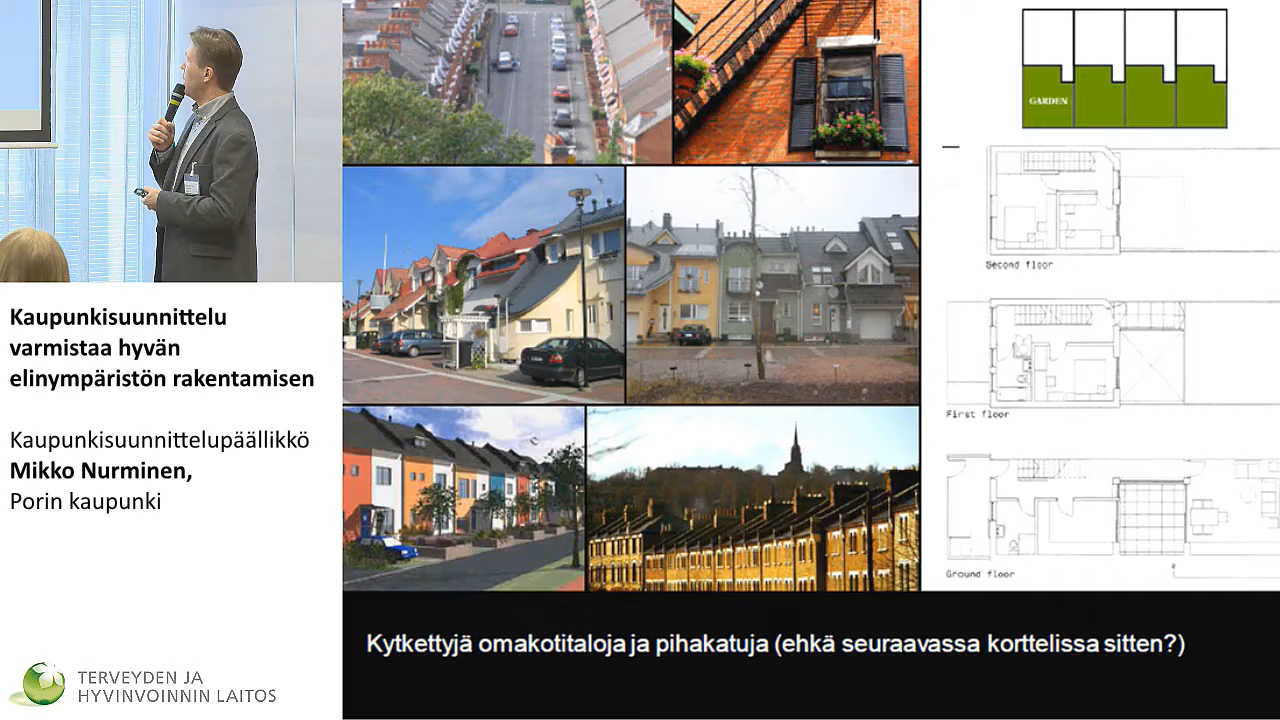 Kaupunkisuunnittelu
varmistaa hyvän
elinympäristön rakentamisen
Kaupunkisuunnittelupäällikkö
Mikko Nurminen,
Porin kaupunki
TERVEYDEN JA
HYVINVOINNIN LAITOS
GARDEN
Second floor
First floor
Ground floor
Kytkettyjä omakotitaloja ja pihakatuja (ehkä seuraavassa korttelissa sitten?)